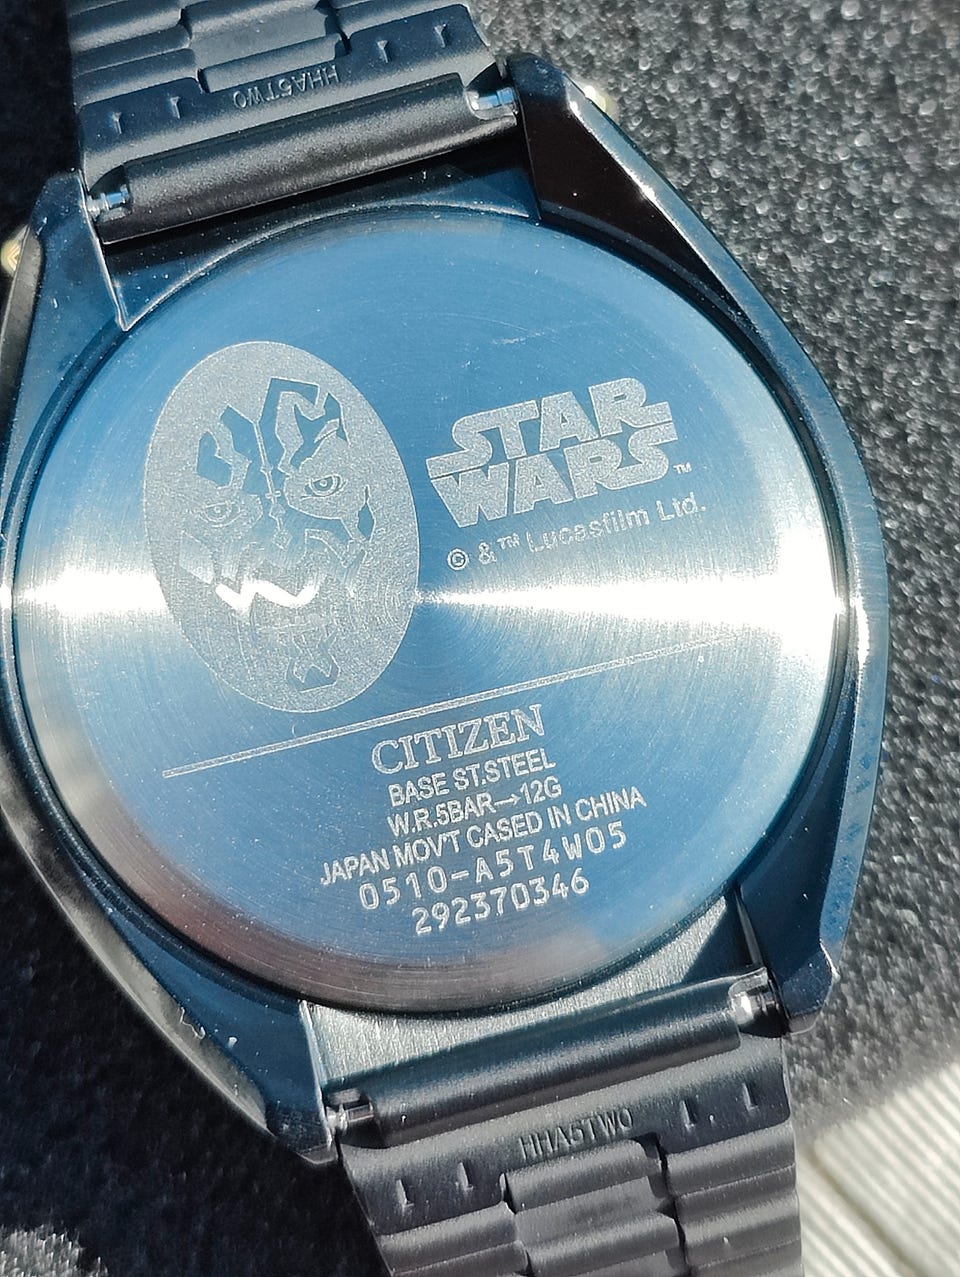 HHA5TWO
STAR
WARS™
© & ™ Lucasfilm Ltd.
CITIZEN
BASE ST.STEEL
W.R.5BAR→12G
JAPAN MOV'T CASED IN CHINA
0510-A5T4W05
292370346
HHA5TWO